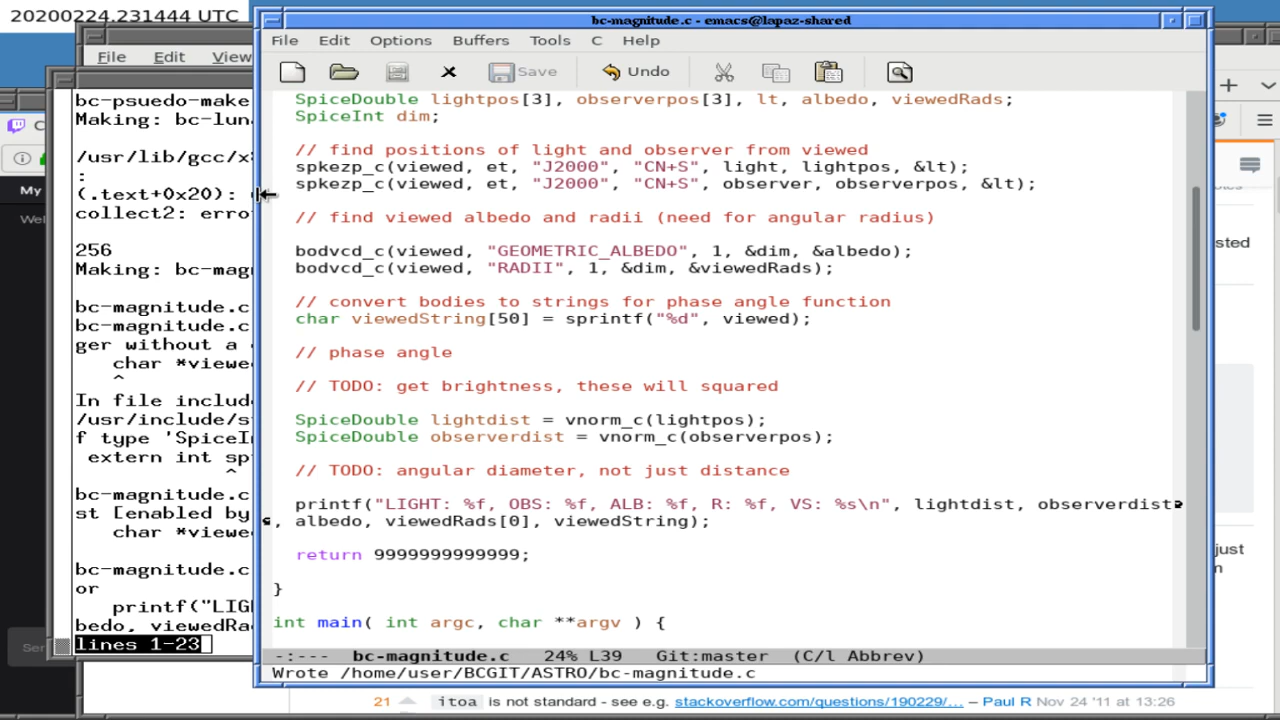 20200224.231444 UTC
bc-magnitude.c - emacs@lapaz-shared
File Edit View
File Edit Options Buffers Tools C Help
Save Undo
bc-psuedo-make
Making: bc-luna
/usr/lib/gcc/x8
:
(.text+0x20):
collect2: erro
256
Making: bc-mag
bc-magnitude.c
bc-magnitude.c
ger without a
char *viewe
^
In file includ
/usr/include/s
f type 'SpiceI
extern int sp
^
bc-magnitude.c
st [enabled by
char *viewe
bc-magnitude.c
or
printf("LIG
bedo, viewedRa
lines 1-23
My
Wel
Ser
SpiceDouble lightpos[3], observerpos[3], lt, albedo, viewedRads;
SpiceInt dim;
// find positions of light and observer from viewed
spkezp_c(viewed, et, "J2000", "CN+S", light, lightpos, &lt);
spkezp_c(viewed, et, "J2000", "CN+S", observer, observerpos, &lt);
// find viewed albedo and radii (need for angular radius)
bodvcd_c(viewed, "GEOMETRIC_ALBEDO", 1, &dim, &albedo);
bodvcd_c(viewed, "RADII", 1, &dim, &viewedRads);
// convert bodies to strings for phase angle function
char viewedString[50] = sprintf("%d", viewed);
// phase angle
// TODO: get brightness, these will squared
SpiceDouble lightdist = vnorm_c(lightpos);
SpiceDouble observerdist = vnorm_c(observerpos);
// TODO: angular diameter, not just distance
printf("LIGHT: %f, OBS: %f, ALB: %f, R: %f, VS: %s\n", lightdist, observerdist
, albedo, viewedRads[0], viewedString);
return 9999999999999;
}
int main( int argc, char **argv ) {
-:--- bc-magnitude.c 24% L39 Git:master (C/l Abbrev)
Wrote /home/user/BCGIT/ASTRO/bc-magnitude.c
sted
just
m
21 itoa is not standard - see e.g. stackoverflow.com/questions/190229/… – Paul R Nov 24 '11 at 13:26